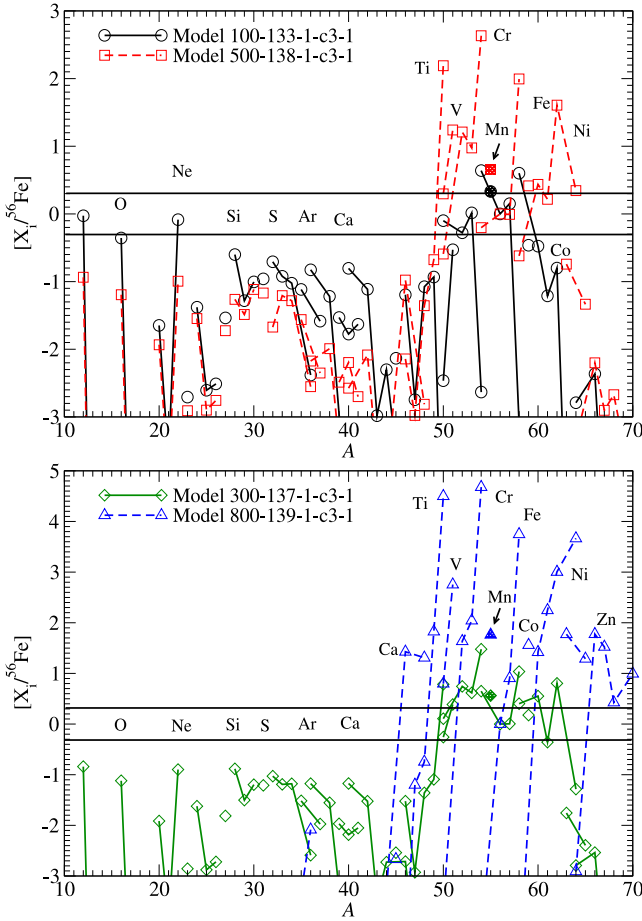 3
Model 100-133-1-c3-1
Cr
Model 500-138-1-c3-1
Ti
2
V
Fe
1
Mn
Ni
Ne
[Xᵢ/⁵⁶Fe]
O
0
Si S Ar Ca
Co
-1
-2
-3
10 20 30 40 50 60 70
A
5
Model 300-137-1-c3-1
Ti
Cr
Model 800-139-1-c3-1
4
Fe
V
3
Ni
2
Mn
Co
Zn
Ca
[Xᵢ/⁵⁶Fe]
1
0
O Ne Si S Ar Ca
-1
-2
-3
10 20 30 40 50 60 70
A